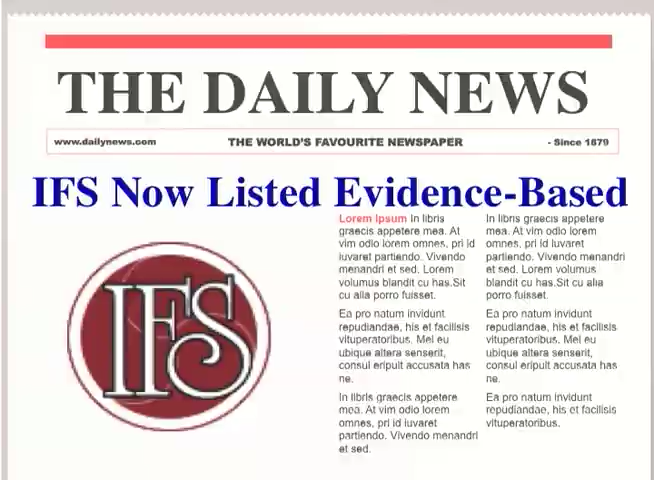 THE DAILY NEWS
www.dailynews.com THE WORLD'S FAVOURITE NEWSPAPER - Since 1879
IFS Now Listed Evidence-Based
IFS
Lorem Ipsum In libris
graecis appetere mea. At
vim odio lorem omnes, pri id
iuvaret partiendo. Vivendo
menandri et sed. Lorem
volumus blandit cu has.Sit
cu alia porro fuisset.
Ea pro natum invidunt
repudiandae, his et facilisis
vituperatoribus. Mei eu
ubique altera senserit,
consul eripuit accusata has
ne.
In libris graecis appetere
mea. At vim odio lorem
omnes, pri id iuvaret
partiendo. Vivendo menandri
et sed.
In libris graecis appetere
mea. At vim odio lorem
omnes, pri id iuvaret
partiendo. Vivendo menandri
et sed. Lorem volumus
blandit cu has.Sit cu alia
porro fuisset.
Ea pro natum invidunt
repudiandae, his et facilisis
vituperatoribus. Mei eu
ubique altera senserit,
consul eripuit accusata has
ne.
Ea pro natum invidunt
repudiandae, his et facilisis
vituperatoribus.